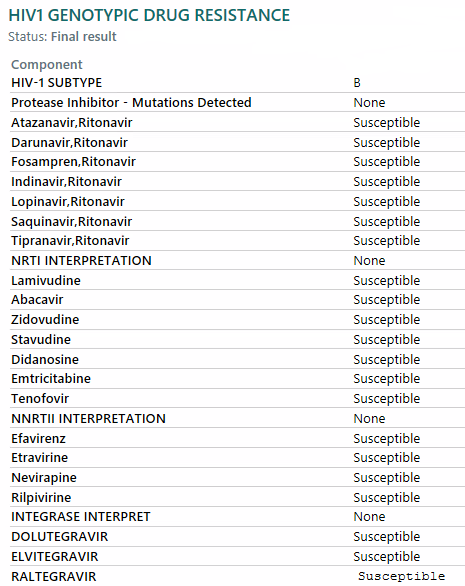 HIV1 GENOTYPIC DRUG RESISTANCE
Status: Final result
Component
HIV-1 SUBTYPE B
Protease Inhibitor - Mutations Detected None
Atazanavir,Ritonavir Susceptible
Darunavir,Ritonavir Susceptible
Fosampren,Ritonavir Susceptible
Indinavir,Ritonavir Susceptible
Lopinavir,Ritonavir Susceptible
Saquinavir,Ritonavir Susceptible
Tipranavir,Ritonavir Susceptible
NRTI INTERPRETATION None
Lamivudine Susceptible
Abacavir Susceptible
Zidovudine Susceptible
Stavudine Susceptible
Didanosine Susceptible
Emtricitabine Susceptible
Tenofovir Susceptible
NNRTII INTERPRETATION None
Efavirenz Susceptible
Etravirine Susceptible
Nevirapine Susceptible
Rilpivirine Susceptible
INTEGRASE INTERPRET None
DOLUTEGRAVIR Susceptible
ELVITEGRAVIR Susceptible
RALTEGRAVIR Susceptible